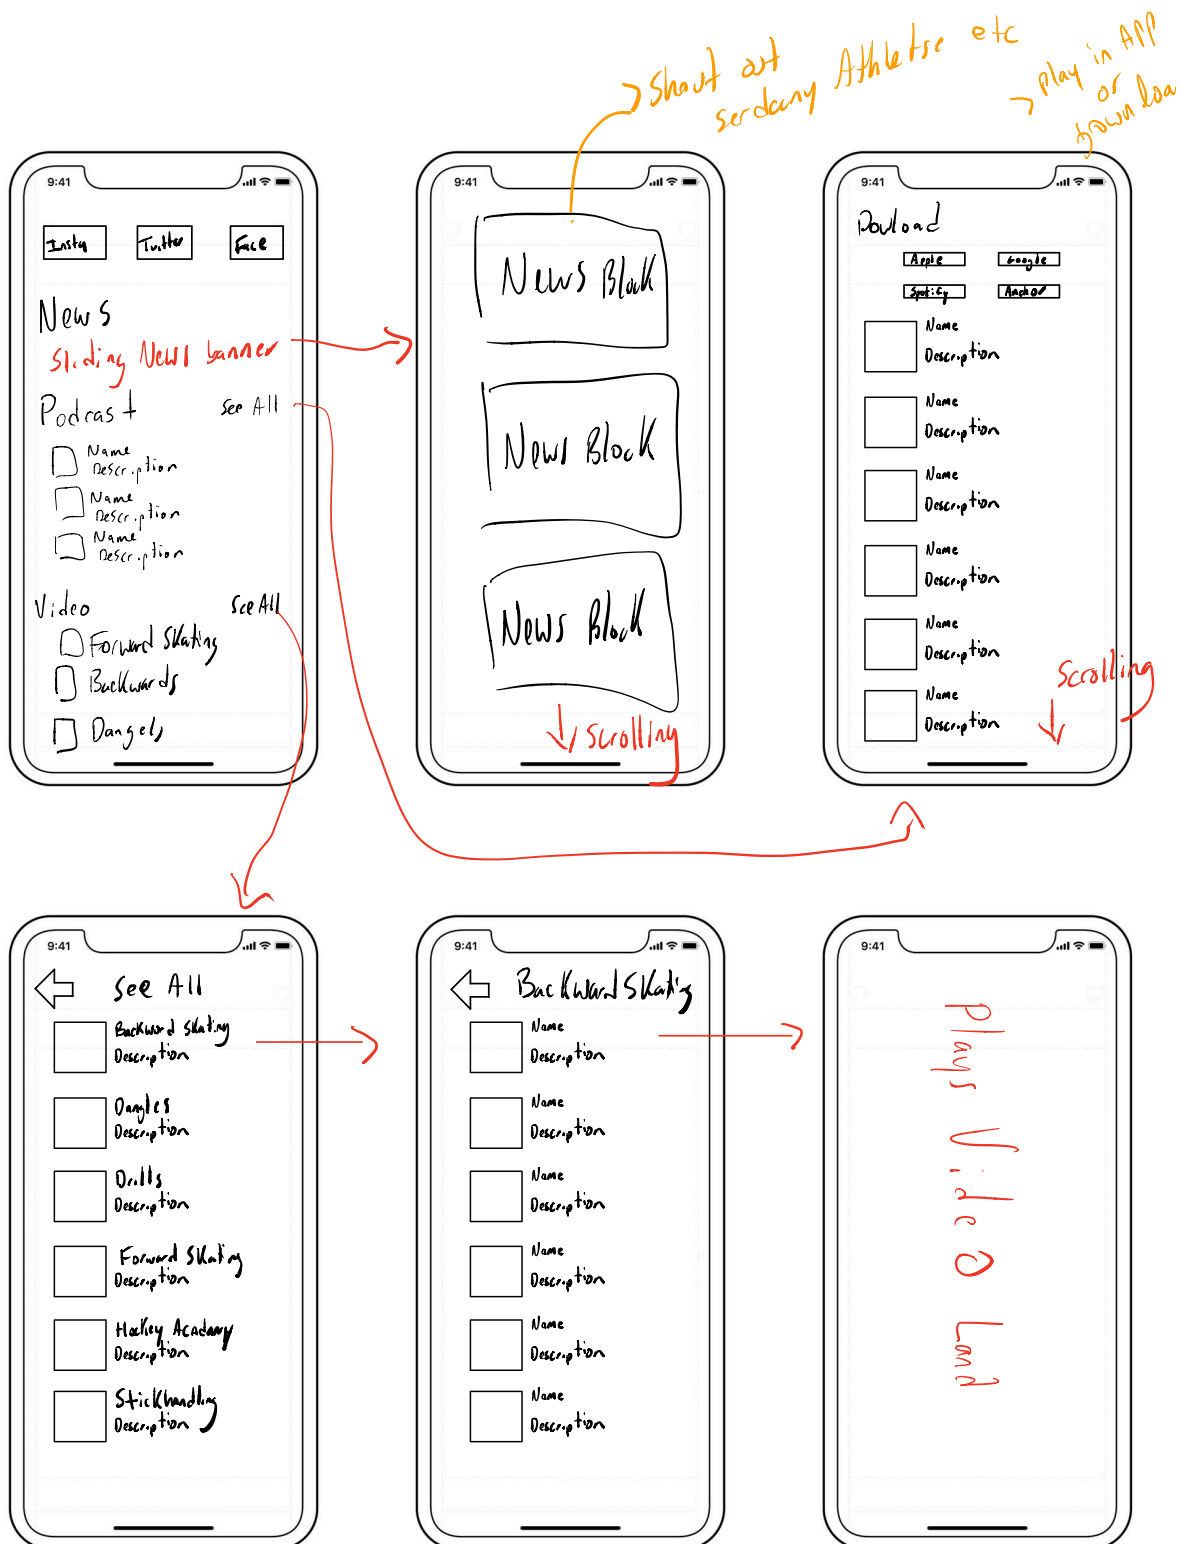 Shout out
Athletse etc
play in APP
or
9:41
Insta
Twitter
Face
News
Sliding News banner
Podcast
See All
Name
Description
Name
Description
Name
Description
Video
See All
Forward Skating
Backwards
Dangels
9:41
News Block
News Block
News Block
Scrolling
9:41
Dowload
Apple
Google
Spotify
Anchor
Name
Description
Name
Description
Name
Description
Name
Description
Name
Description
Name
Description
Scrolling
9:41
See All
Backword Skating
Description
Dangles
Description
Drills
Description
Forward Skating
Description
Hockey Acadamy
Description
Stickhandling
Description
9:41
Backward Skating
Name
Description
Name
Description
Name
Description
Name
Description
Name
Description
Name
Description
9:41
Plays Video Land